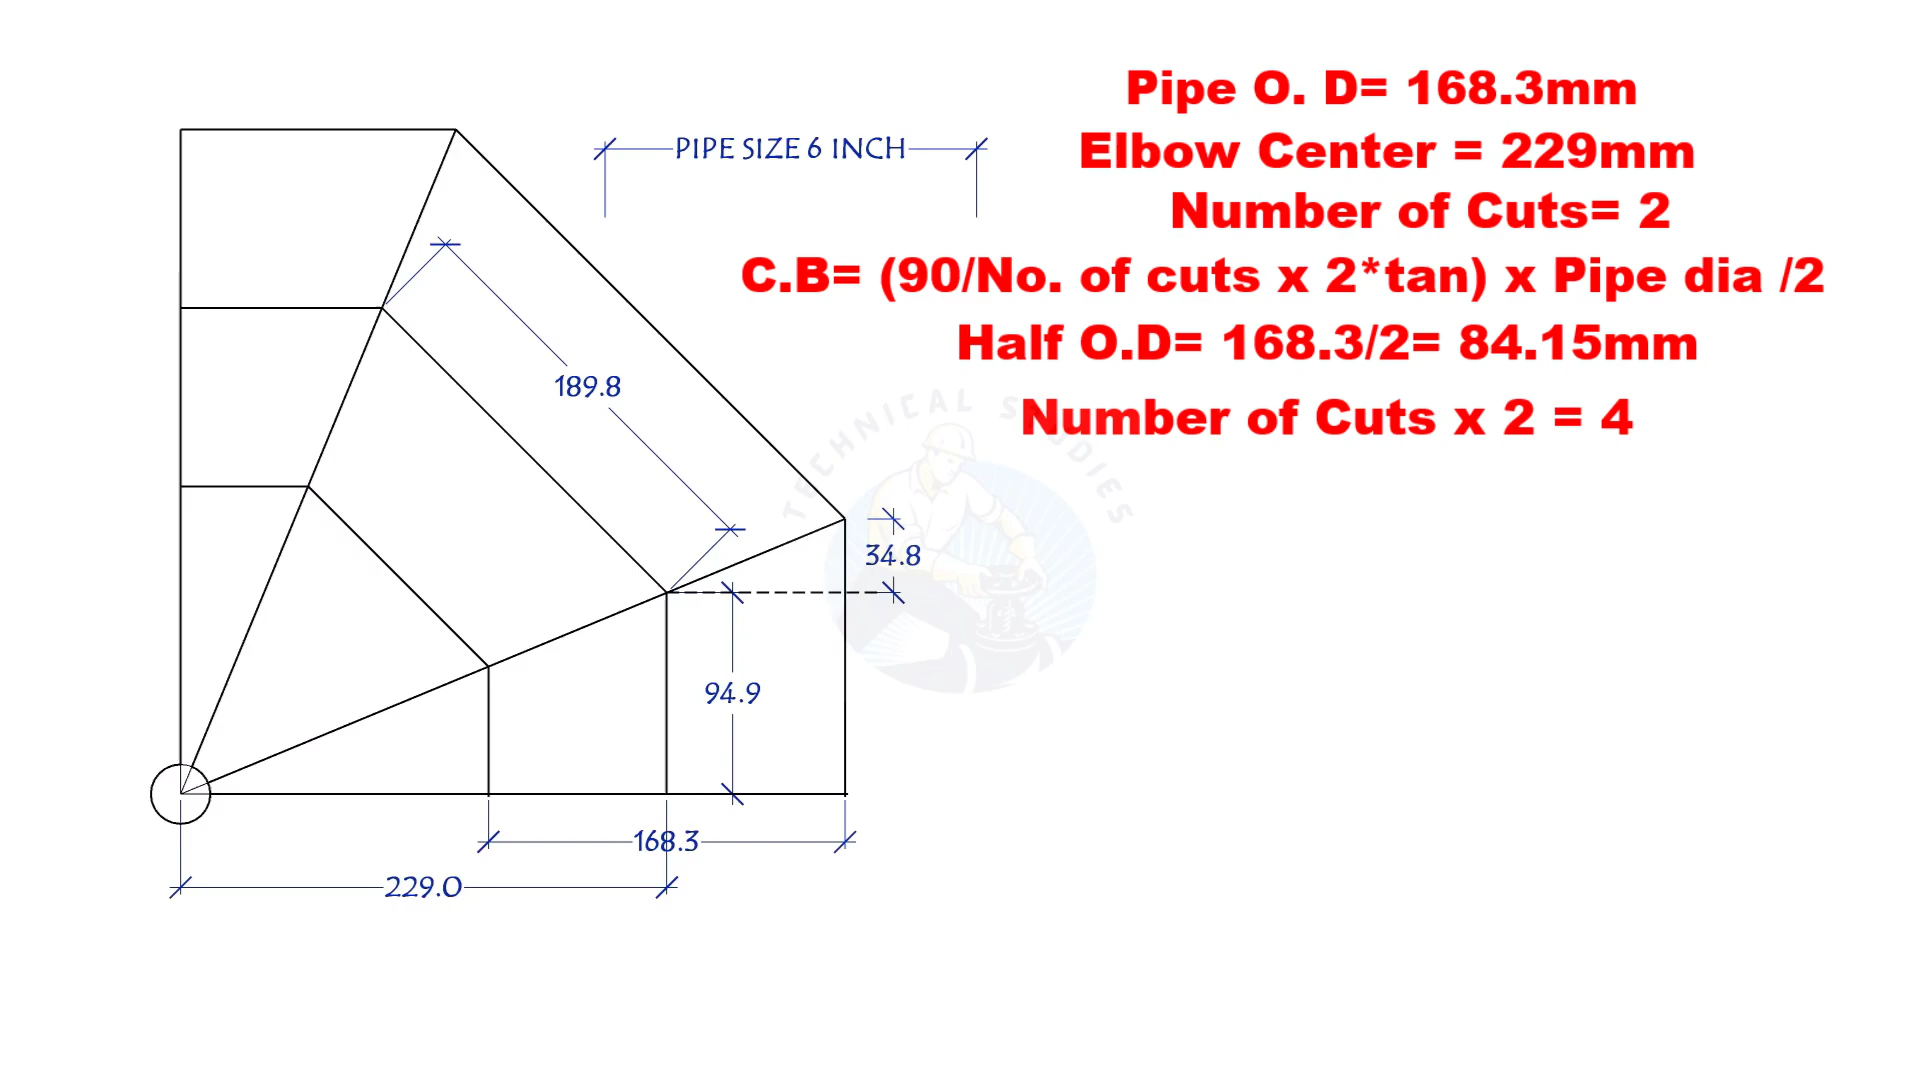 Pipe O. D= 168.3mm
PIPE SIZE 6 INCH
Elbow Center = 229mm
Number of Cuts= 2
C.B= (90/No. of cuts x 2*tan) x Pipe dia /2
Half O.D= 168.3/2= 84.15mm
189.8
Number of Cuts x 2 = 4
TECHNICAL STUDIES
34.8
94.9
168.3
229.0